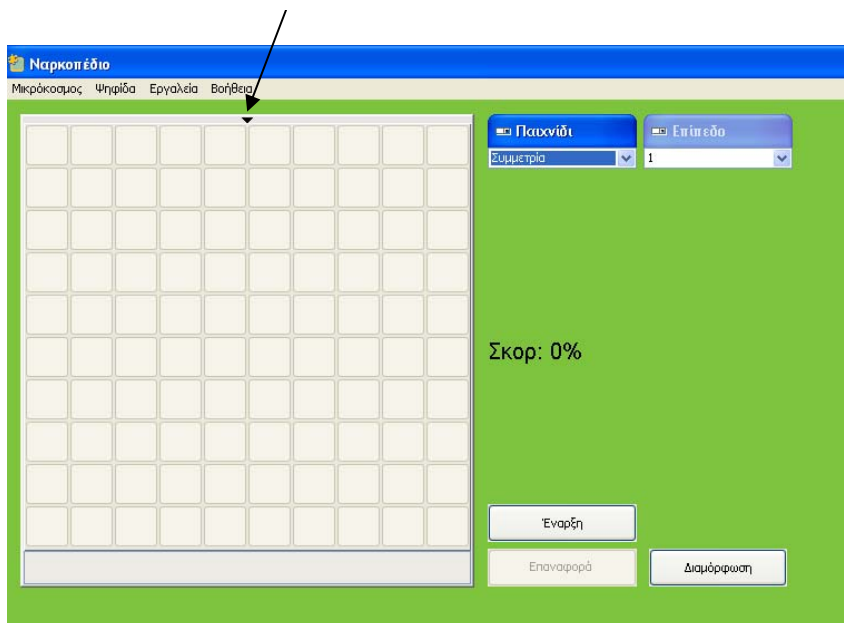 Ναρκοπέδιο
Μικρόκοσμος Ψηφίδα Εργαλεία Βοήθεια
Παιχνίδι Επίπεδο
Συμμετρία 1
Σκορ: 0%
Έναρξη
Επαναφορά Διαμόρφωση